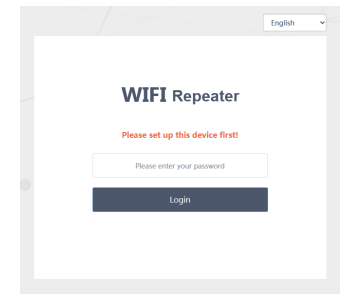 English
WIFI Repeater
Please set up this device first!
Please enter your password
Login